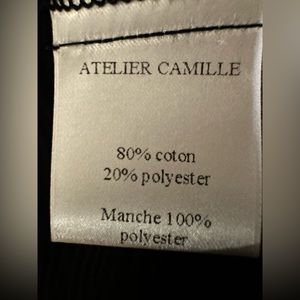 ATELIER CAMILLE
80% coton
20% polyester
Manche 100%
polyester